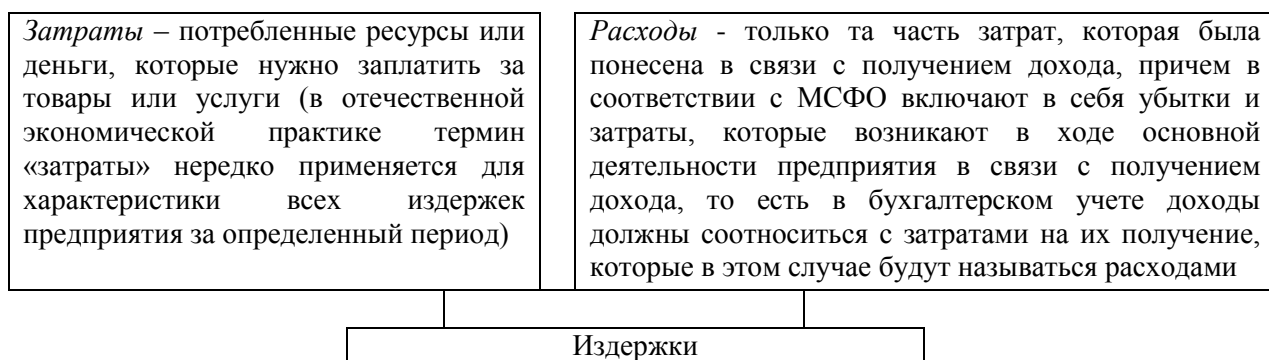 Затраты – потребленные ресурсы или
деньги, которые нужно заплатить за
товары или услуги (в отечественной
экономической практике термин
«затраты» нередко применяется для
характеристики всех издержек
предприятия за определенный период)
Расходы - только та часть затрат, которая была
понесена в связи с получением дохода, причем в
соответствии с МСФО включают в себя убытки и
затраты, которые возникают в ходе основной
деятельности предприятия в связи с получением
дохода, то есть в бухгалтерском учете доходы
должны соотноситься с затратами на их получение,
которые в этом случае будут называться расходами
Издержки